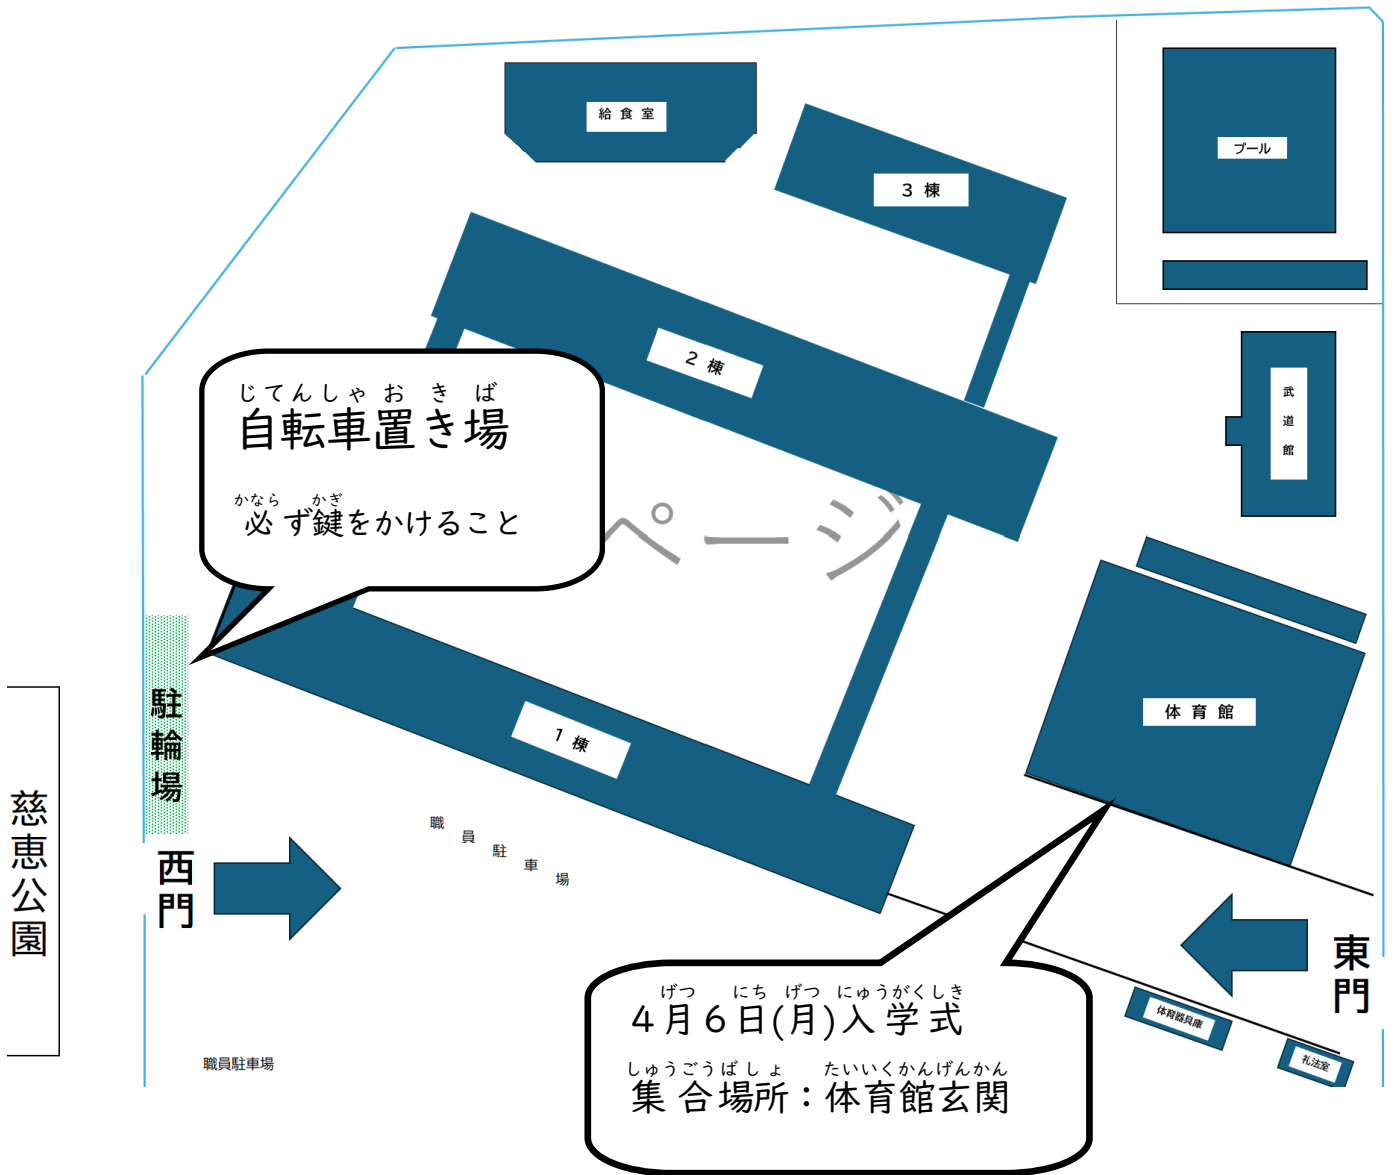 給食室
プール
3棟
2棟
武道館
じてんしゃおきば
自転車置き場
かなら かぎ
必ず鍵をかけること
ページ
体育館
駐輪場
1棟
慈恵公園
西門
職員駐車場
東門
げつ にち げつ にゅうがくしき
4月6日(月)入学式
しゅうごうばしょ たいいくかんげんかん
集合場所：体育館玄関
体育器具庫
礼法室
職員駐車場